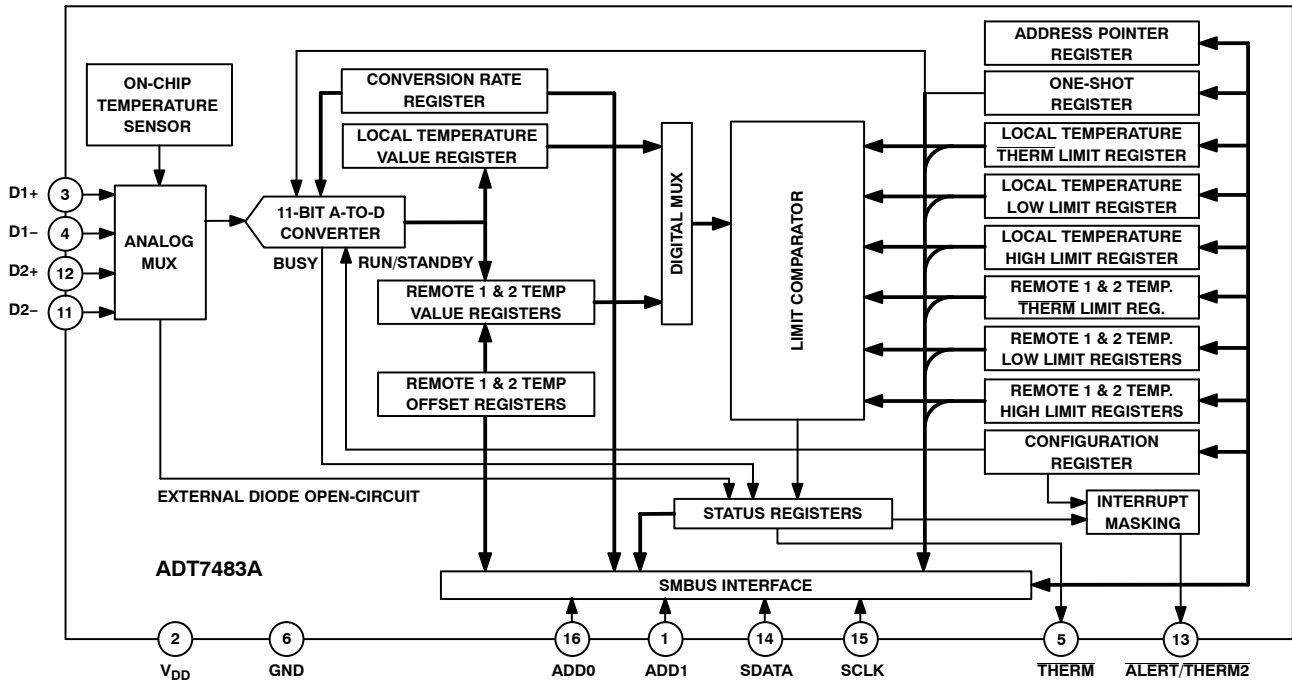 ADDRESS POINTER
REGISTER
ON-CHIP
TEMPERATURE
SENSOR
CONVERSION RATE
REGISTER
ONE-SHOT
REGISTER
LOCAL TEMPERATURE
VALUE REGISTER
LOCAL TEMPERATURE
THERM LIMIT REGISTER
D1+
3
D1–
4
D2+
12
D2–
11
ANALOG
MUX
11-BIT A-TO-D
CONVERTER
BUSY
RUN/STANDBY
DIGITAL MUX
LIMIT COMPARATOR
LOCAL TEMPERATURE
LOW LIMIT REGISTER
LOCAL TEMPERATURE
HIGH LIMIT REGISTER
REMOTE 1 & 2 TEMP
VALUE REGISTERS
REMOTE 1 & 2 TEMP.
THERM LIMIT REG.
REMOTE 1 & 2 TEMP.
LOW LIMIT REGISTERS
REMOTE 1 & 2 TEMP
OFFSET REGISTERS
REMOTE 1 & 2 TEMP.
HIGH LIMIT REGISTERS
CONFIGURATION
REGISTER
EXTERNAL DIODE OPEN-CIRCUIT
STATUS REGISTERS
INTERRUPT
MASKING
ADT7483A
SMBUS INTERFACE
2
6
16
1
14
15
5
13
VDD
GND
ADD0
ADD1
SDATA
SCLK
THERM
ALERT/THERM2